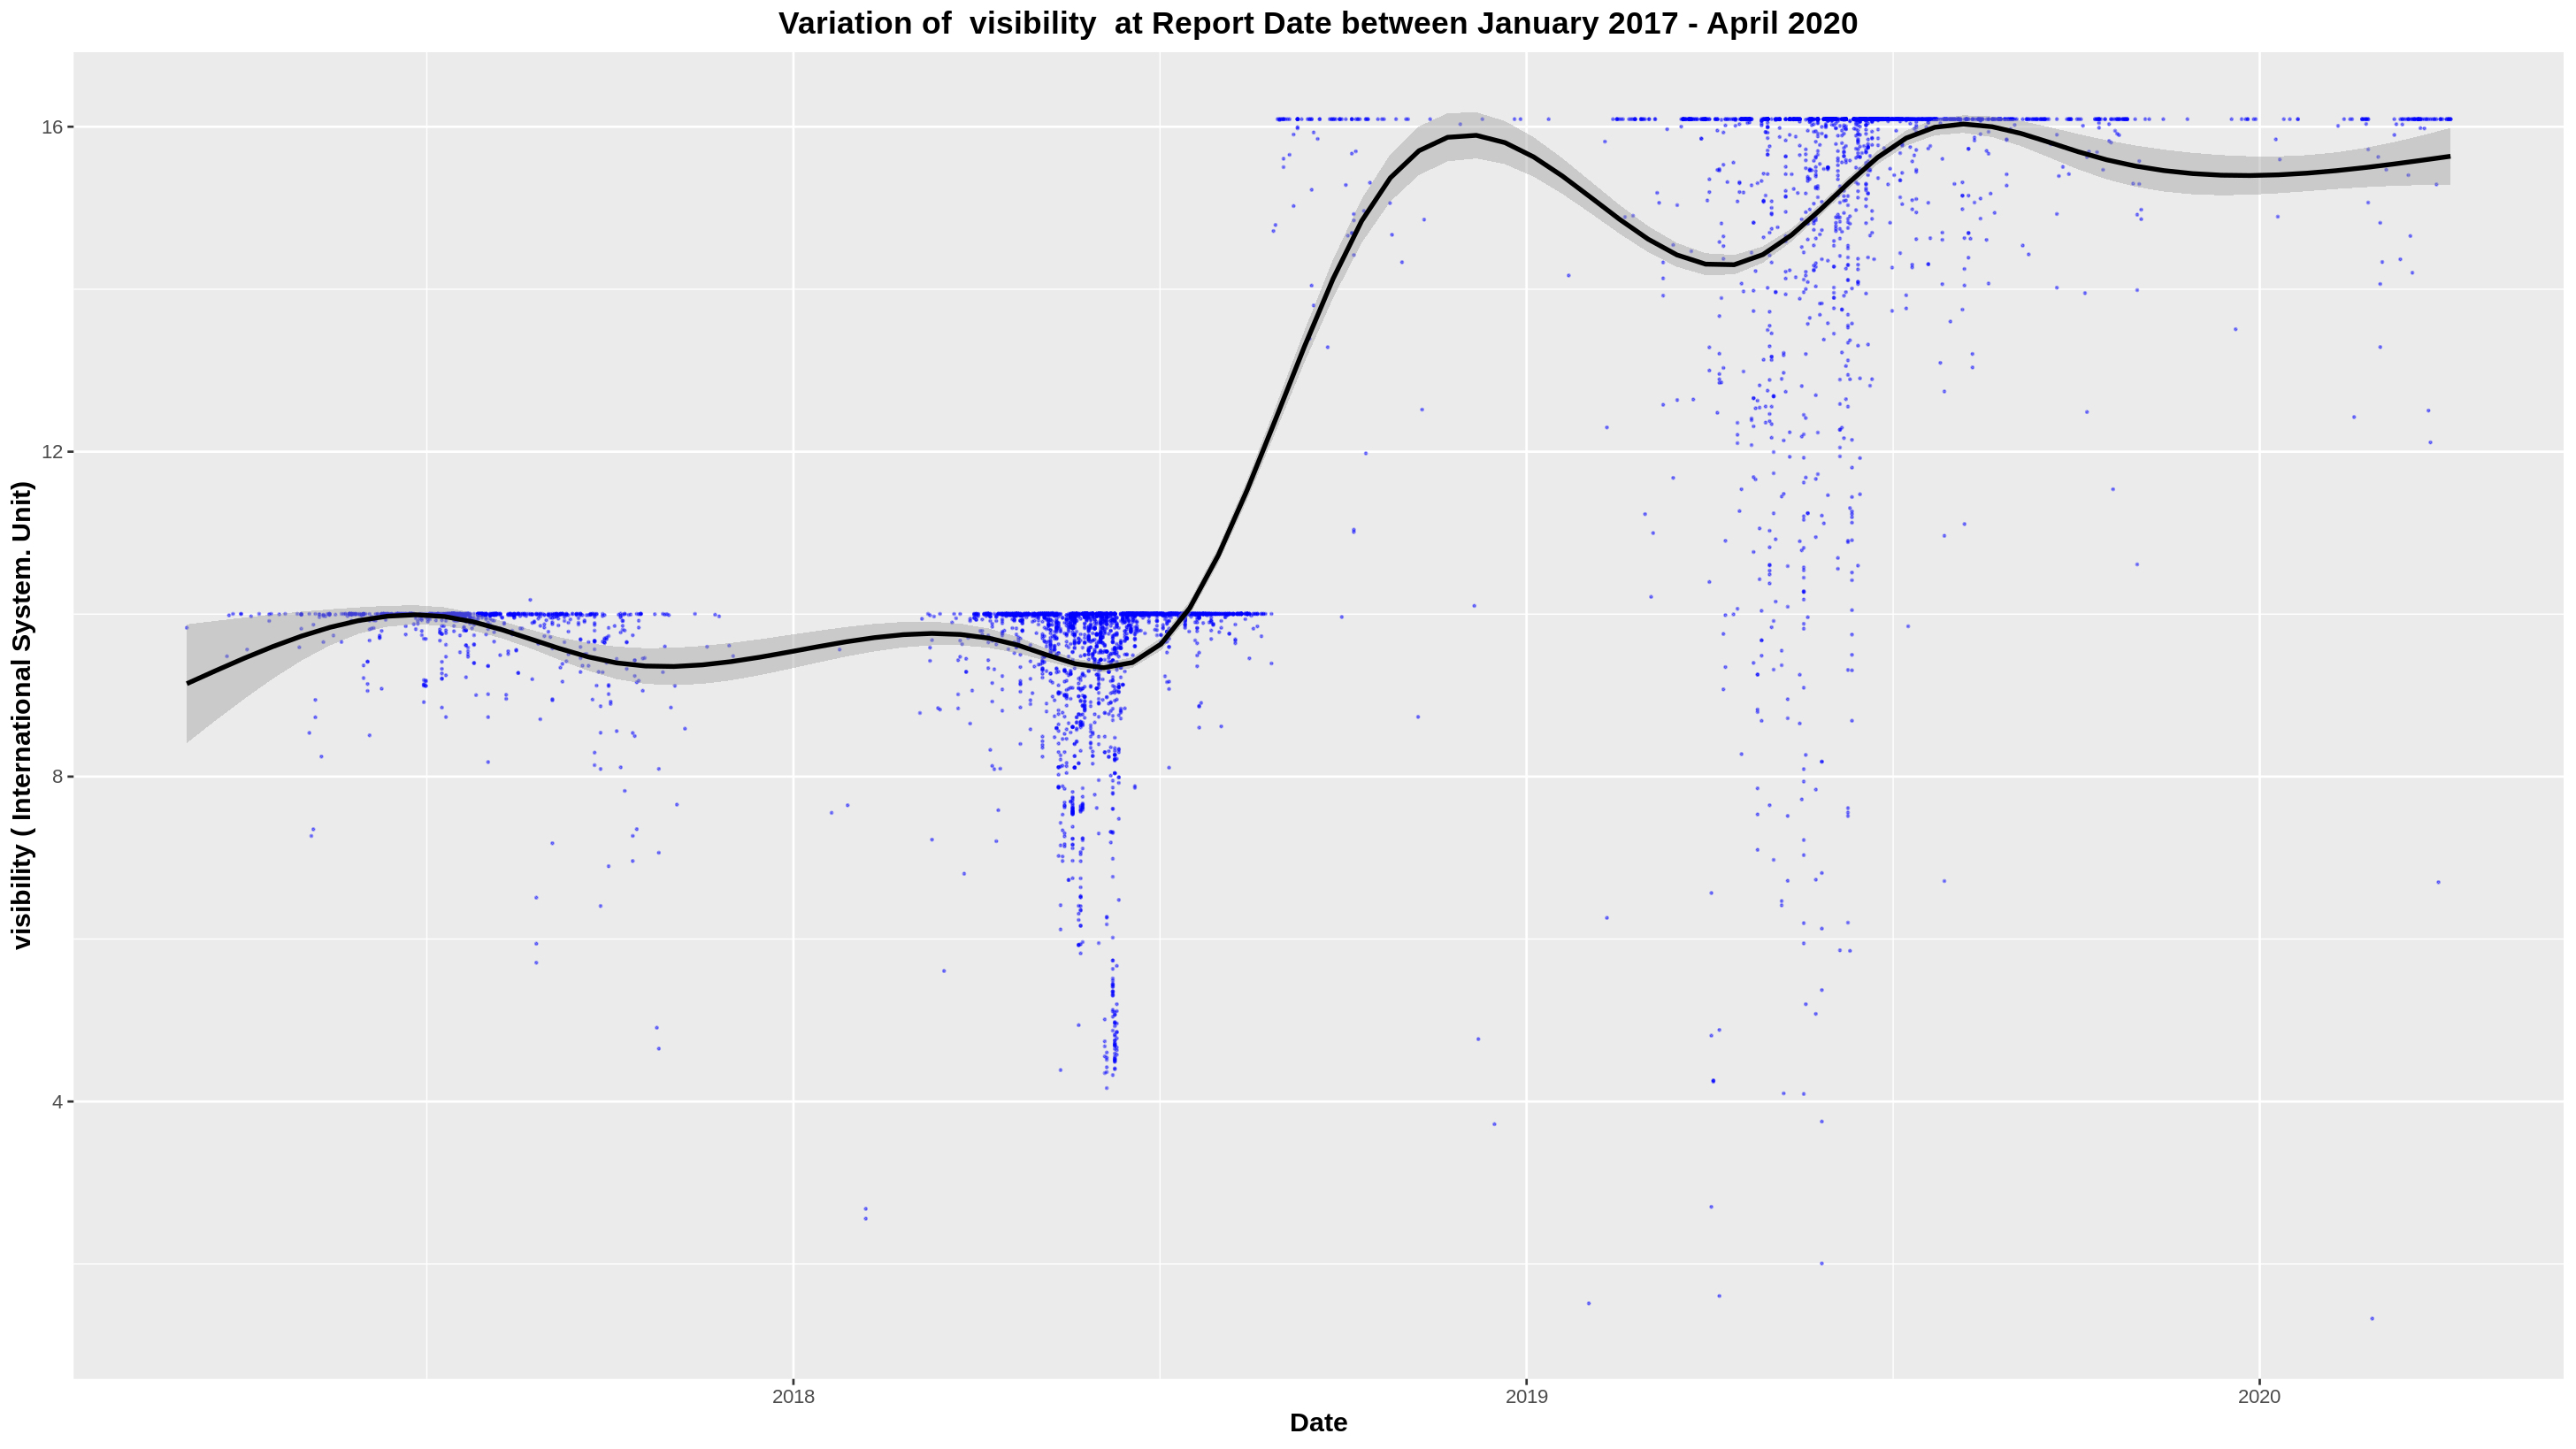 Variation of  visibility  at Report Date between January 2017 - April 2020
visibility ( International System. Unit)
16
12
8
4
2018
2019
2020
Date